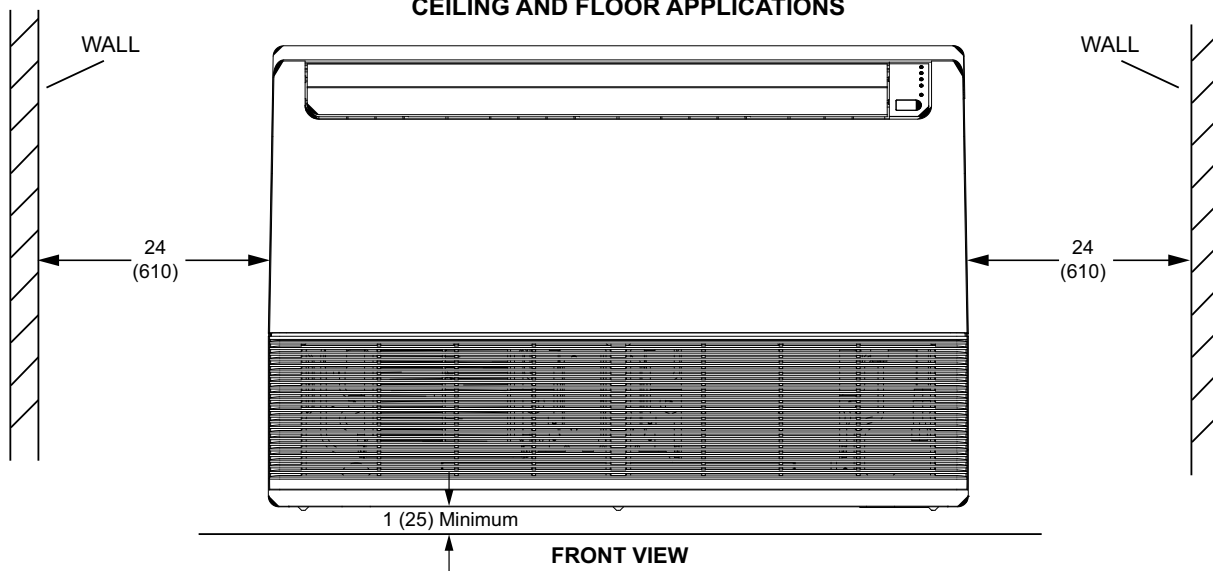 CEILING AND FLOOR APPLICATIONS
WALL
WALL
24
(610)
24
(610)
1 (25) Minimum
FRONT VIEW